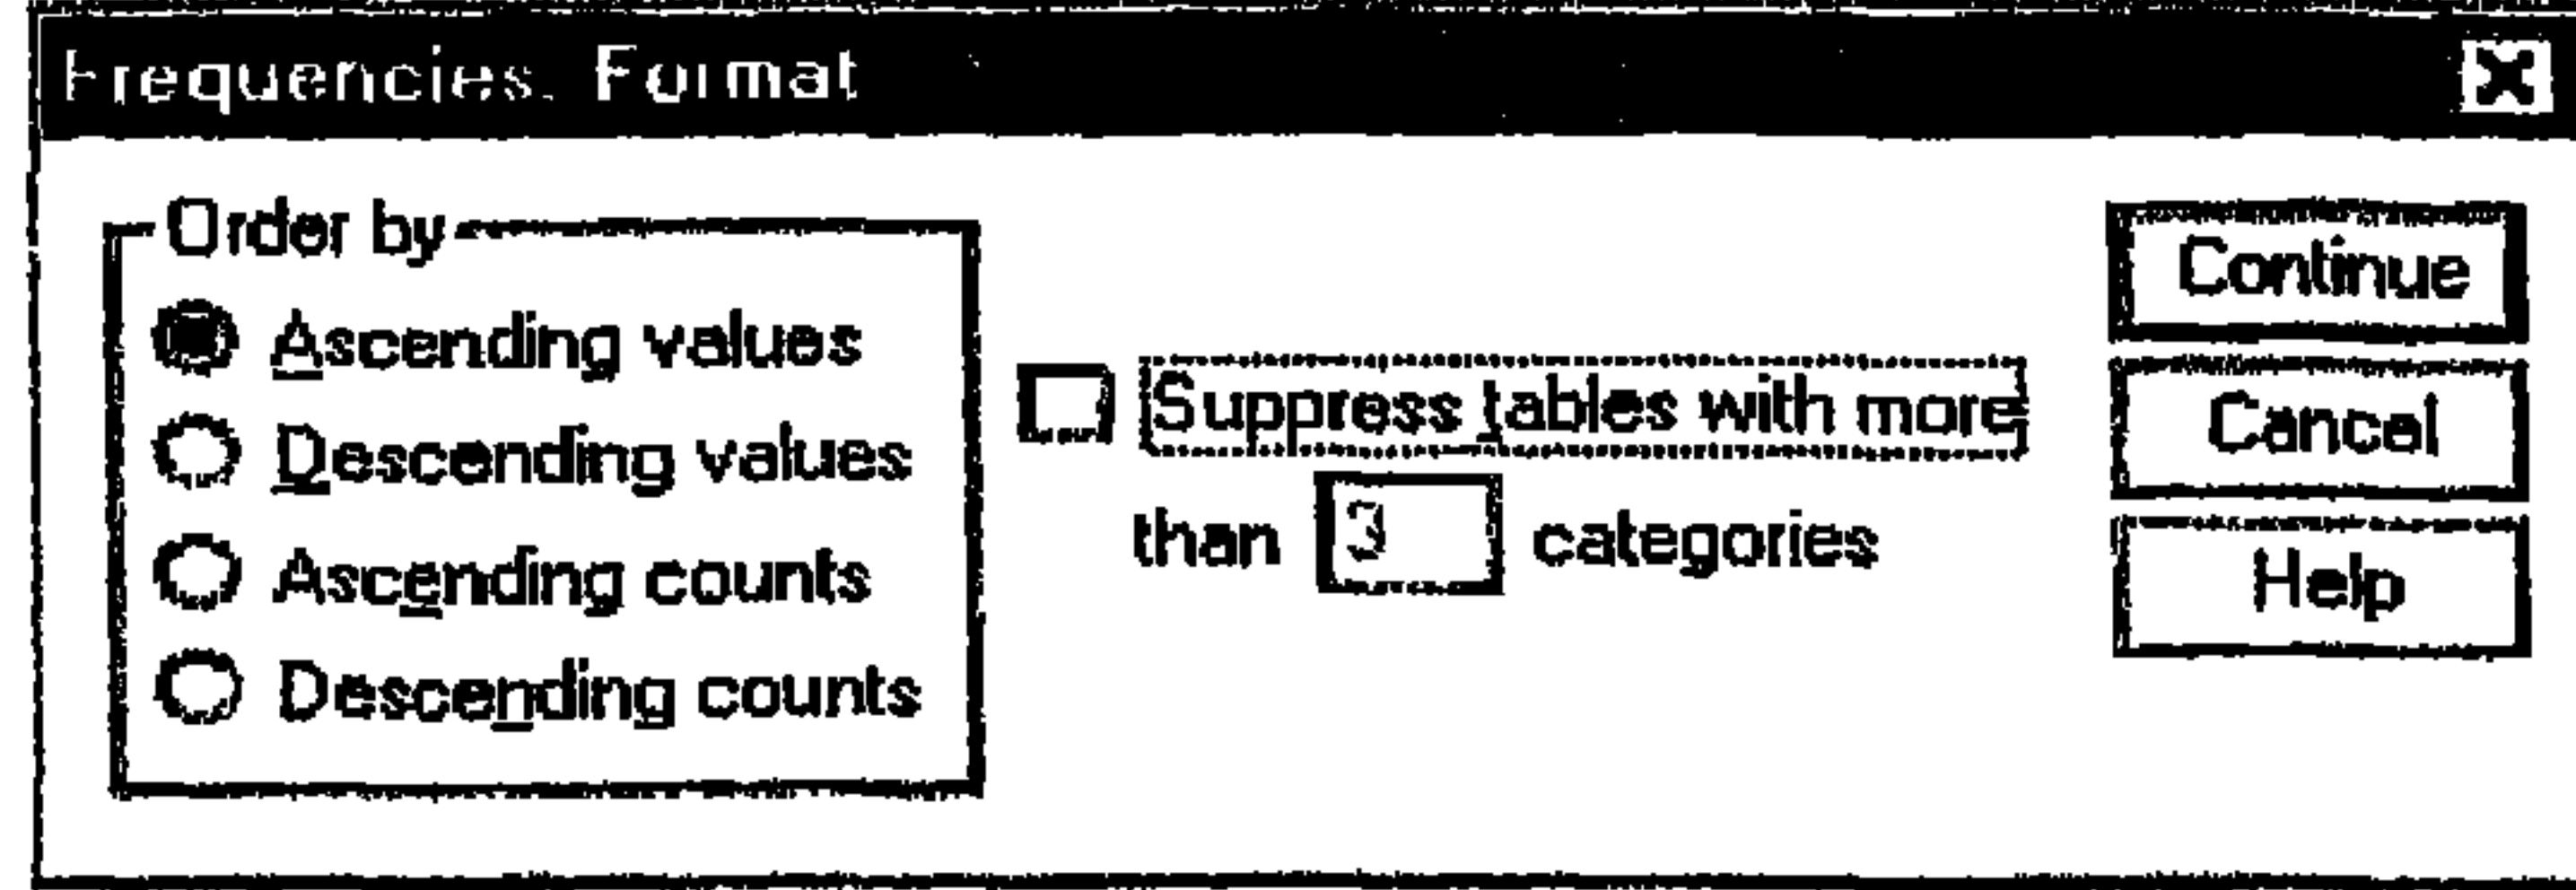 Frequencies: Format
Order by
Ascending values
Descending values
Ascending counts
Descending counts
Suppress tables with more
than 3 categories
Continue
Cancel
Help